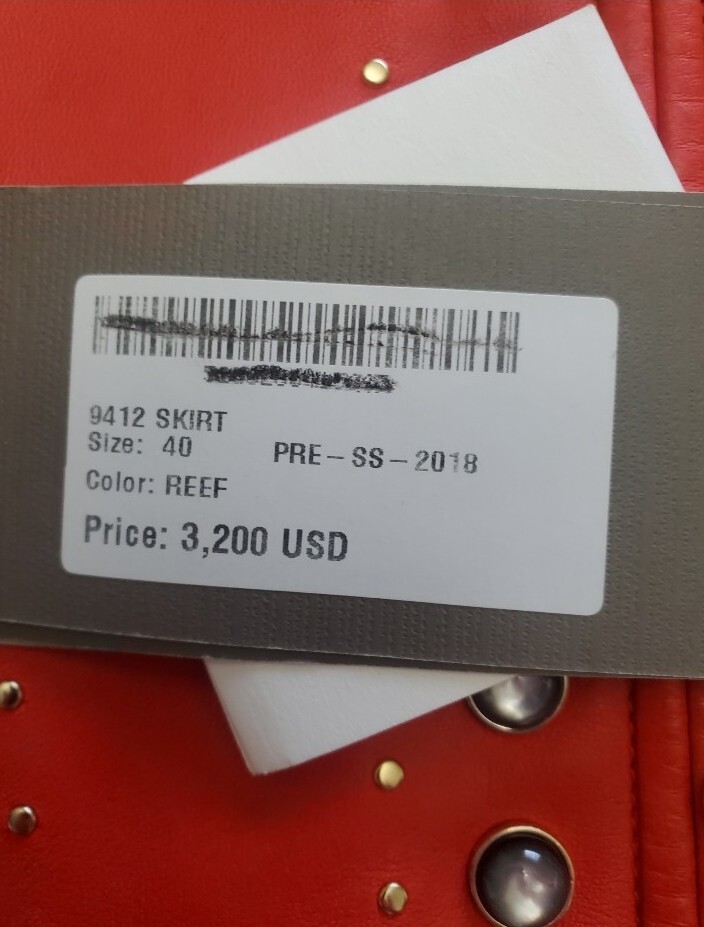 9412 SKIRT
Size: 40 PRE-SS-2018
Color: REEF
Price: 3,200 USD